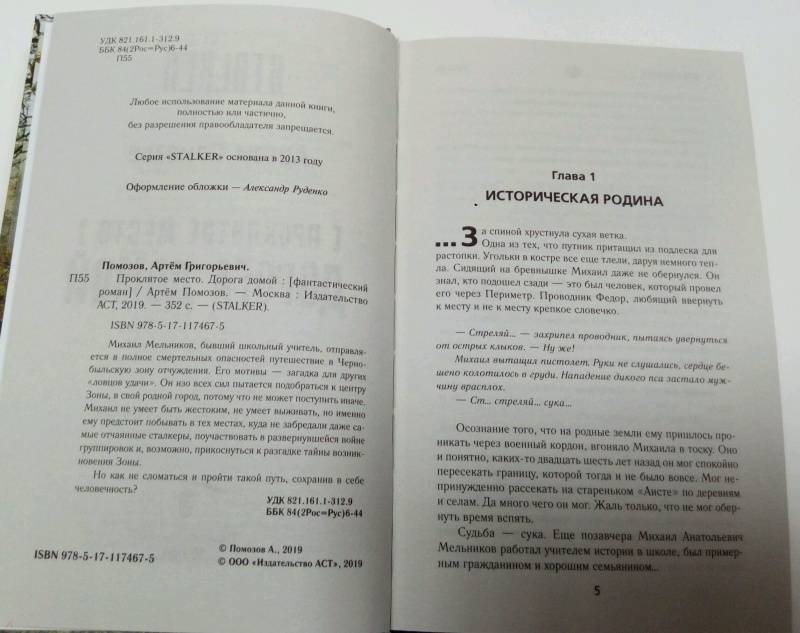 УДК 821.161.1-312.9
ББК 84(2Рос=Рус)6-44
П55
Любое использование материала данной книги,
полностью или частично,
без разрешения правообладателя запрещается.
Серия «STALKER» основана в 2013 году
Оформление обложки — Александр Руденко
Помозов, Артём Григорьевич.
П55 Проклятое место. Дорога домой : [фантастический
роман] / Артём Помозов. — Москва : Издательство
АСТ, 2019. — 352 с. — (STALKER).
ISBN 978-5-17-117467-5
Михаил Мельников, бывший школьный учитель, отправля-
ется в полное смертельных опасностей путешествие в Черно-
быльскую зону отчуждения. Его мотивы — загадка для других
«ловцов удачи». Он изо всех сил пытается подобраться к центру
Зоны, в свой родной город, потому что не может поступить иначе.
Михаил не умеет быть жестоким, не умеет выживать, но именно
ему предстоит побывать в тех местах, куда не забредали даже са-
мые отчаянные сталкеры, поучаствовать в развернувшейся войне
группировок и, возможно, прикоснуться к разгадке тайны возник-
новения Зоны.
Но как не сломаться и пройти такой путь, сохранив в себе
человечность?
УДК 821.161.1-312.9
ББК 84(2Рос=Рус)6-44
ISBN 978-5-17-117467-5
© Помозов А., 2019
© ООО «Издательство АСТ», 2019
Глава 1
ИСТОРИЧЕСКАЯ РОДИНА
...За спиной хрустнула сухая ветка.
Одна из тех, что путник притащил из подлеска для
растопки. Угольки в костре все еще тлели, даруя немного теп-
ла. Сидящий на бревнышке Михаил даже не обернулся. Он
знал, кто подошел сзади — это был человек, который провел
его через Периметр. Проводник Федор, любящий ввернуть
к месту и не к месту крепкое словечко.
— Стреляй... — захрипел проводник, пытаясь увернуться
от острых клыков. — Ну же!
Михаил вытащил пистолет. Руки не слушались, сердце бе-
шено колотилось в груди. Нападение дикого пса застало муж-
чину врасплох.
— Ст... стреляй... сука...
Осознание того, что на родные земли ему пришлось про-
никать через военный кордон, вгоняло Михаила в тоску. Оно
и понятно, каких-то двадцать шесть лет назад он мог спокойно
пересекать границу, которой тогда и не было вовсе. Мог не-
принужденно рассекать на стареньком «Аисте» по деревням
и селам. Да много чего он мог. Жаль только, что не мог обер-
нуть время вспять.
Судьба — сука. Еще позавчера Михаил Анатольевич
Мельников работал учителем истории в школе, был пример-
ным гражданином и хорошим семьянином...
5